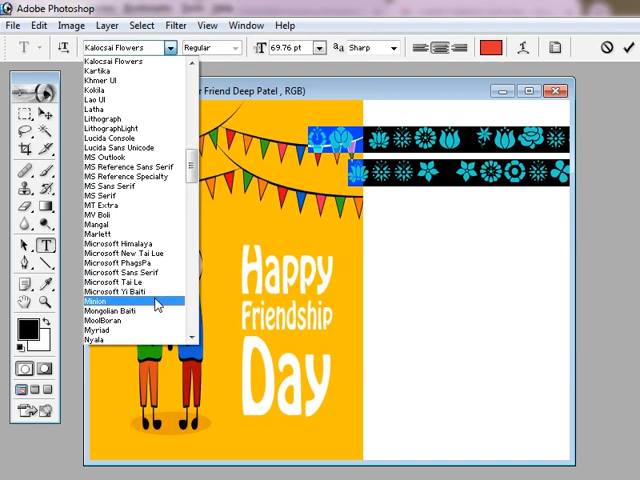 Adobe Photoshop
File Edit Image Layer Select Filter View Window Help
T Kalocsai Flowers Regular 69.76 pt aa Sharp
r Friend Deep Patel , RGB)
Kalocsai Flowers
Kartika
Khmer UI
Kokila
Lao UI
Latha
Lithograph
LithographLight
Lucida Console
Lucida Sans Unicode
MS Outlook
MS Reference Sans Serif
MS Reference Specialty
MS Sans Serif
MS Serif
MT Extra
MV Boli
Mangal
Marlett
Microsoft Himalaya
Microsoft New Tai Lue
Microsoft PhagsPa
Microsoft Sans Serif
Microsoft Tai Le
Microsoft Yi Baiti
Minion
Mongolian Baiti
MoolBoran
Myriad
Nyala
Happy
Friendship
Day